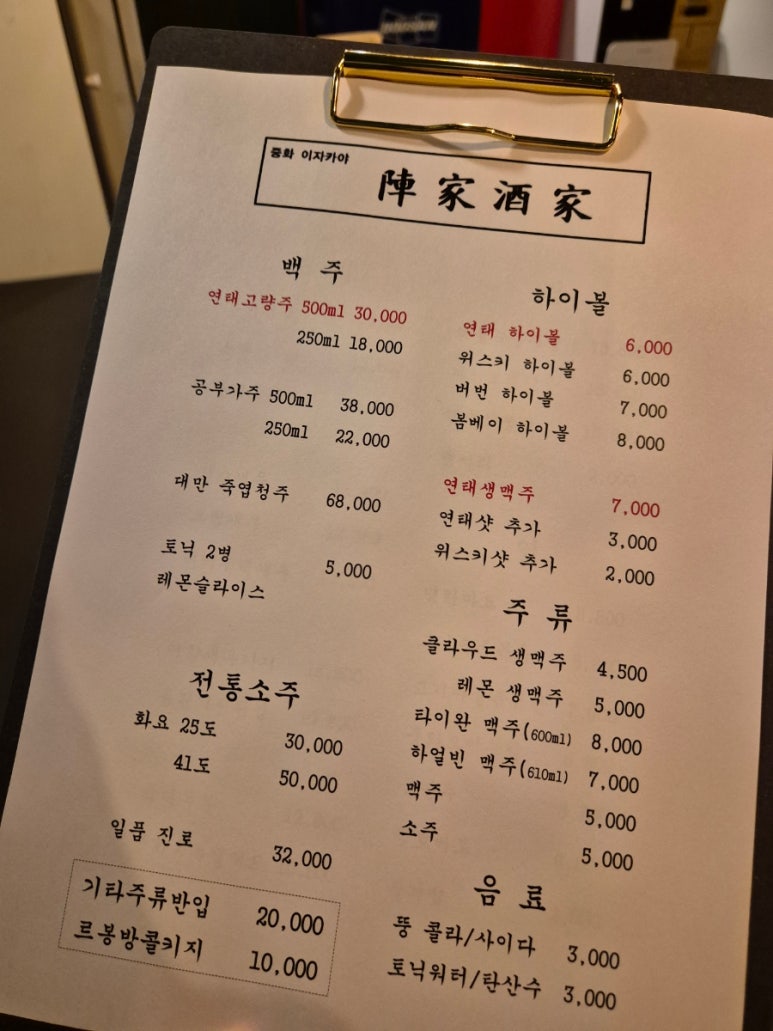 중화 이자카야
陣家酒家
백 주
연태고량주 500ml 30,000
250ml 18,000
공부가주 500ml 38,000
250ml 22,000
대만 죽엽청주 68,000
토닉 2병
레몬슬라이스 5,000
전통소주
화요 25도 30,000
41도 50,000
일품 진로 32,000
기타주류반입 20,000
르봉방콜키지 10,000
하이볼
연태 하이볼 6,000
위스키 하이볼 6,000
버번 하이볼 7,000
봄베이 하이볼 8,000
연태생맥주 7,000
연태샷 추가 3,000
위스키샷 추가 2,000
주 류
클라우드 생맥주 4,500
레몬 생맥주 5,000
타이완 맥주(600ml) 8,000
하얼빈 맥주(610ml) 7,000
맥주 5,000
소주 5,000
음 료
뚱 콜라/사이다 3,000
토닉워터/탄산수 3,000